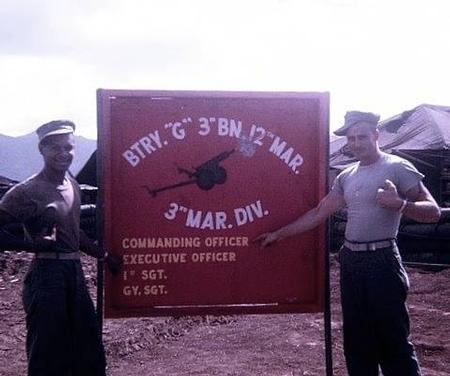 BTRY. "G" 3RD BN. 12TH MAR.
3RD MAR. DIV.
COMMANDING OFFICER
EXECUTIVE OFFICER
1ST SGT.
GY. SGT.